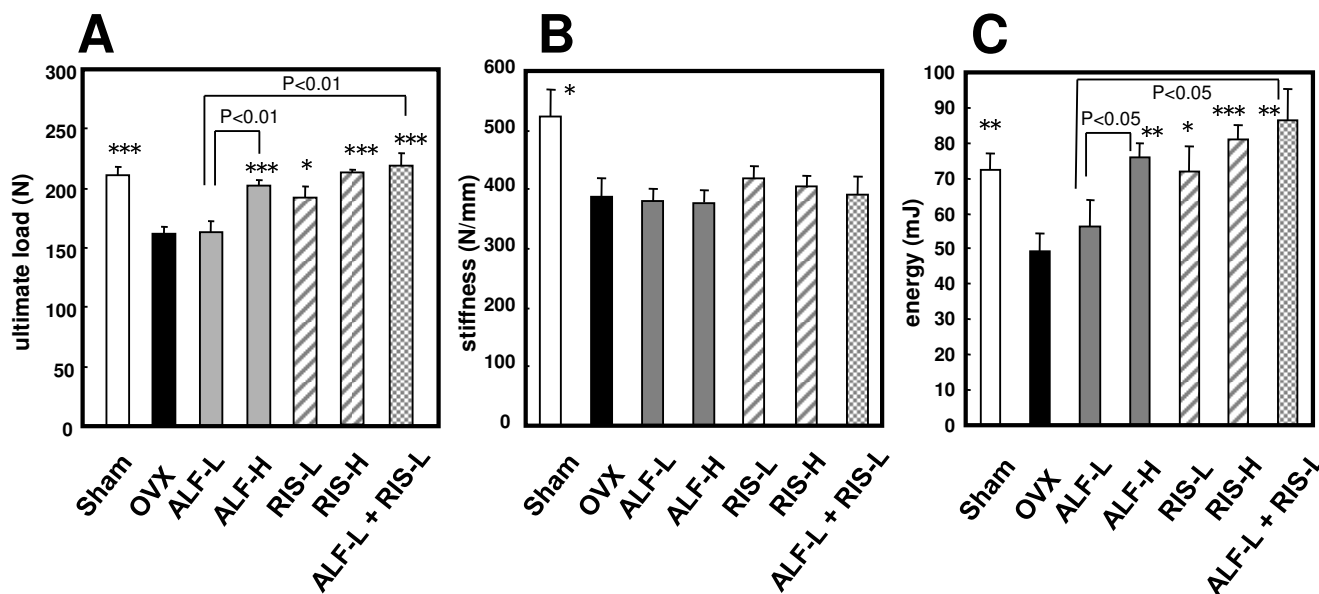 A
ultimate load (N)
300
250
200
150
100
50
0
P<0.01
P<0.01
***
***
*
***
***
Sham
OVX
ALF-L
ALF-H
RIS-L
RIS-H
ALF-L + RIS-L
B
stiffness (N/mm)
600
500
400
300
200
100
0
*
Sham
OVX
ALF-L
ALF-H
RIS-L
RIS-H
ALF-L + RIS-L
C
energy (mJ)
100
90
80
70
60
50
40
30
20
10
0
P<0.05
P<0.05
**
**
*
***
**
Sham
OVX
ALF-L
ALF-H
RIS-L
RIS-H
ALF-L + RIS-L